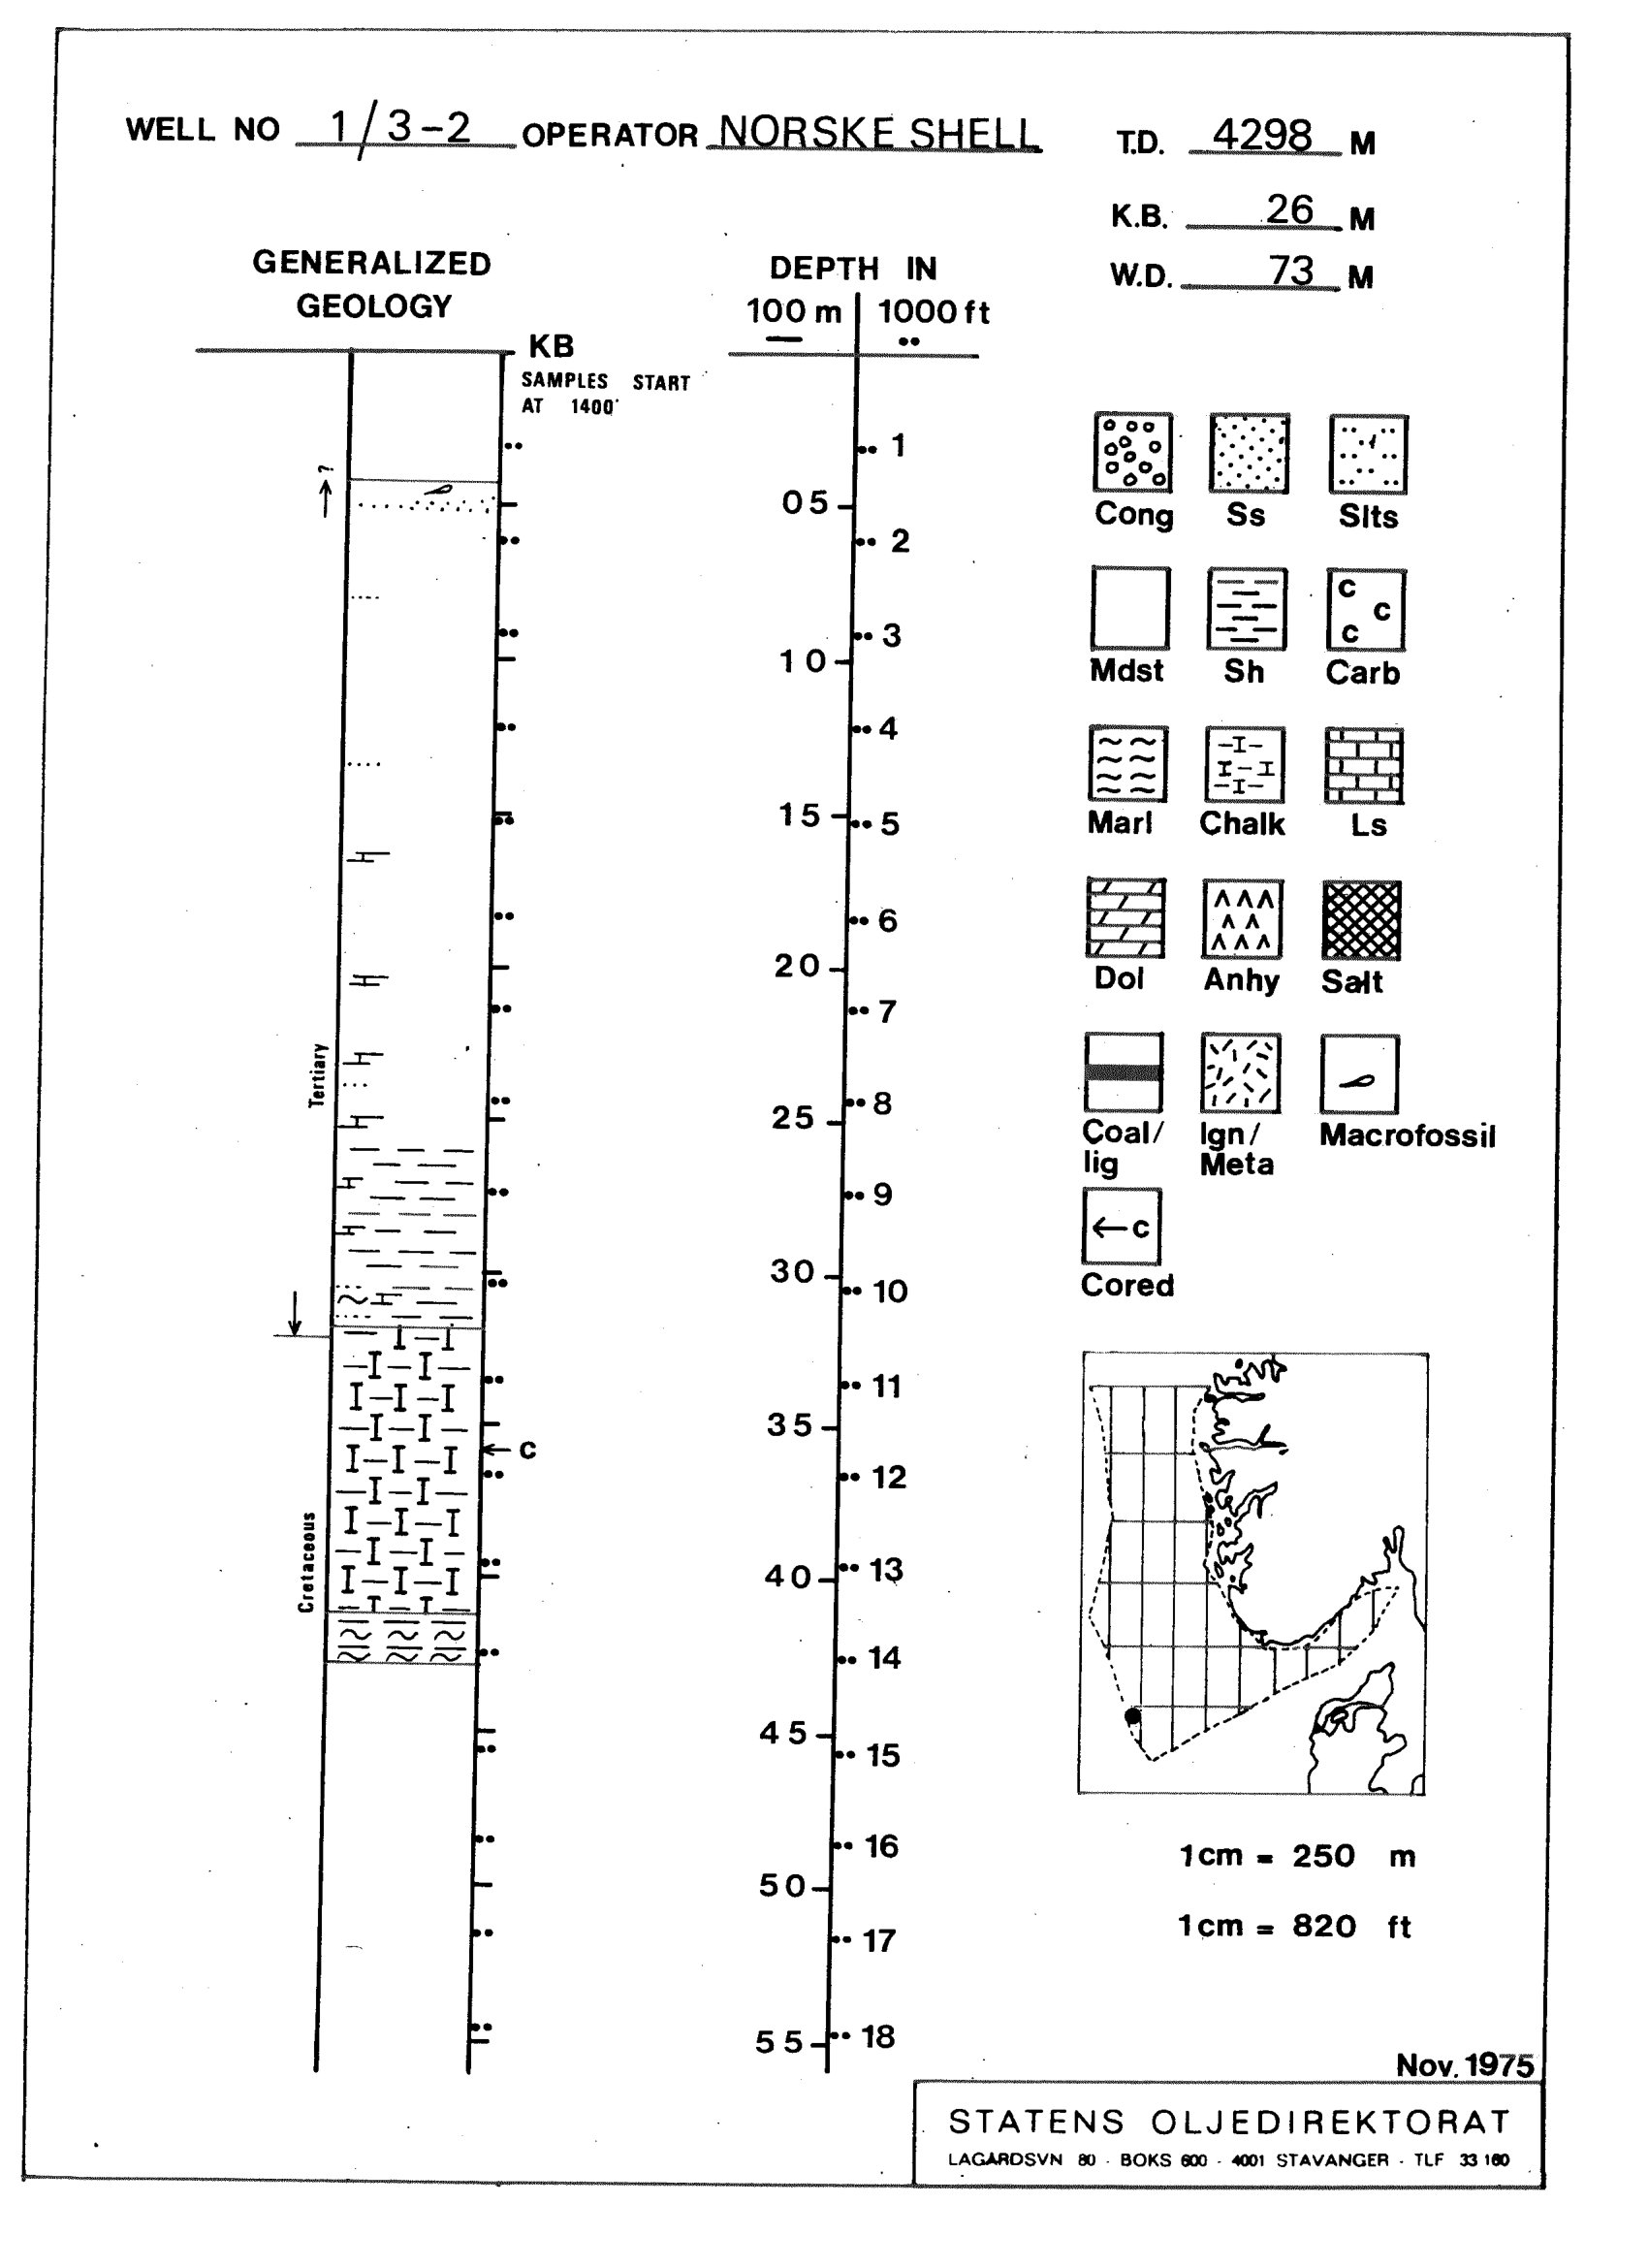 WELL NO 1/3-2 OPERATOR NORSKE SHELL T.D. 4298 M
K.B. 26 M
W.D. 73 M
GENERALIZED
GEOLOGY
DEPTH IN
100 m 1000 ft
KB
SAMPLES START
AT 1400'
?
Tertiary
Cretaceous
← C
1
05
2
3
10
4
15
5
6
20
7
8
25
9
30
10
11
35
12
40
13
14
45
15
16
50
17
55
18
Cong Ss Slts
C
C
C
Mdst Sh Carb
Marl Chalk Ls
Dol Anhy Salt
Coal/ Ign/ Macrofossil
lig Meta
←C
Cored
1cm = 250 m
1cm = 820 ft
Nov. 1975
STATENS OLJEDIREKTORAT
LAGARDSVN 80 · BOKS 600 · 4001 STAVANGER · TLF 33 160